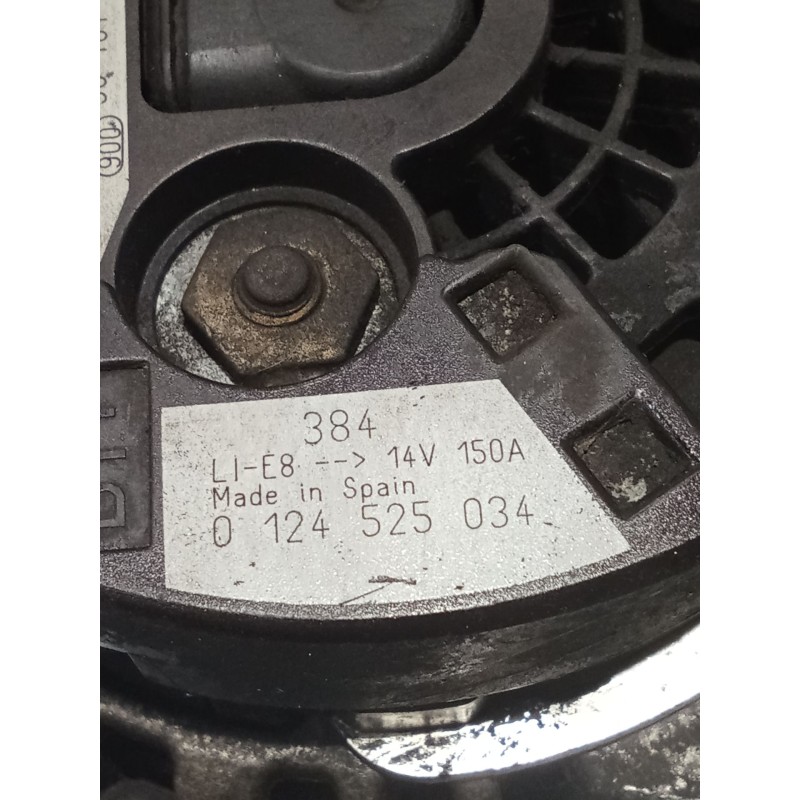 384
LI-E8 --> 14V 150A
Made in Spain
0 124 525 034